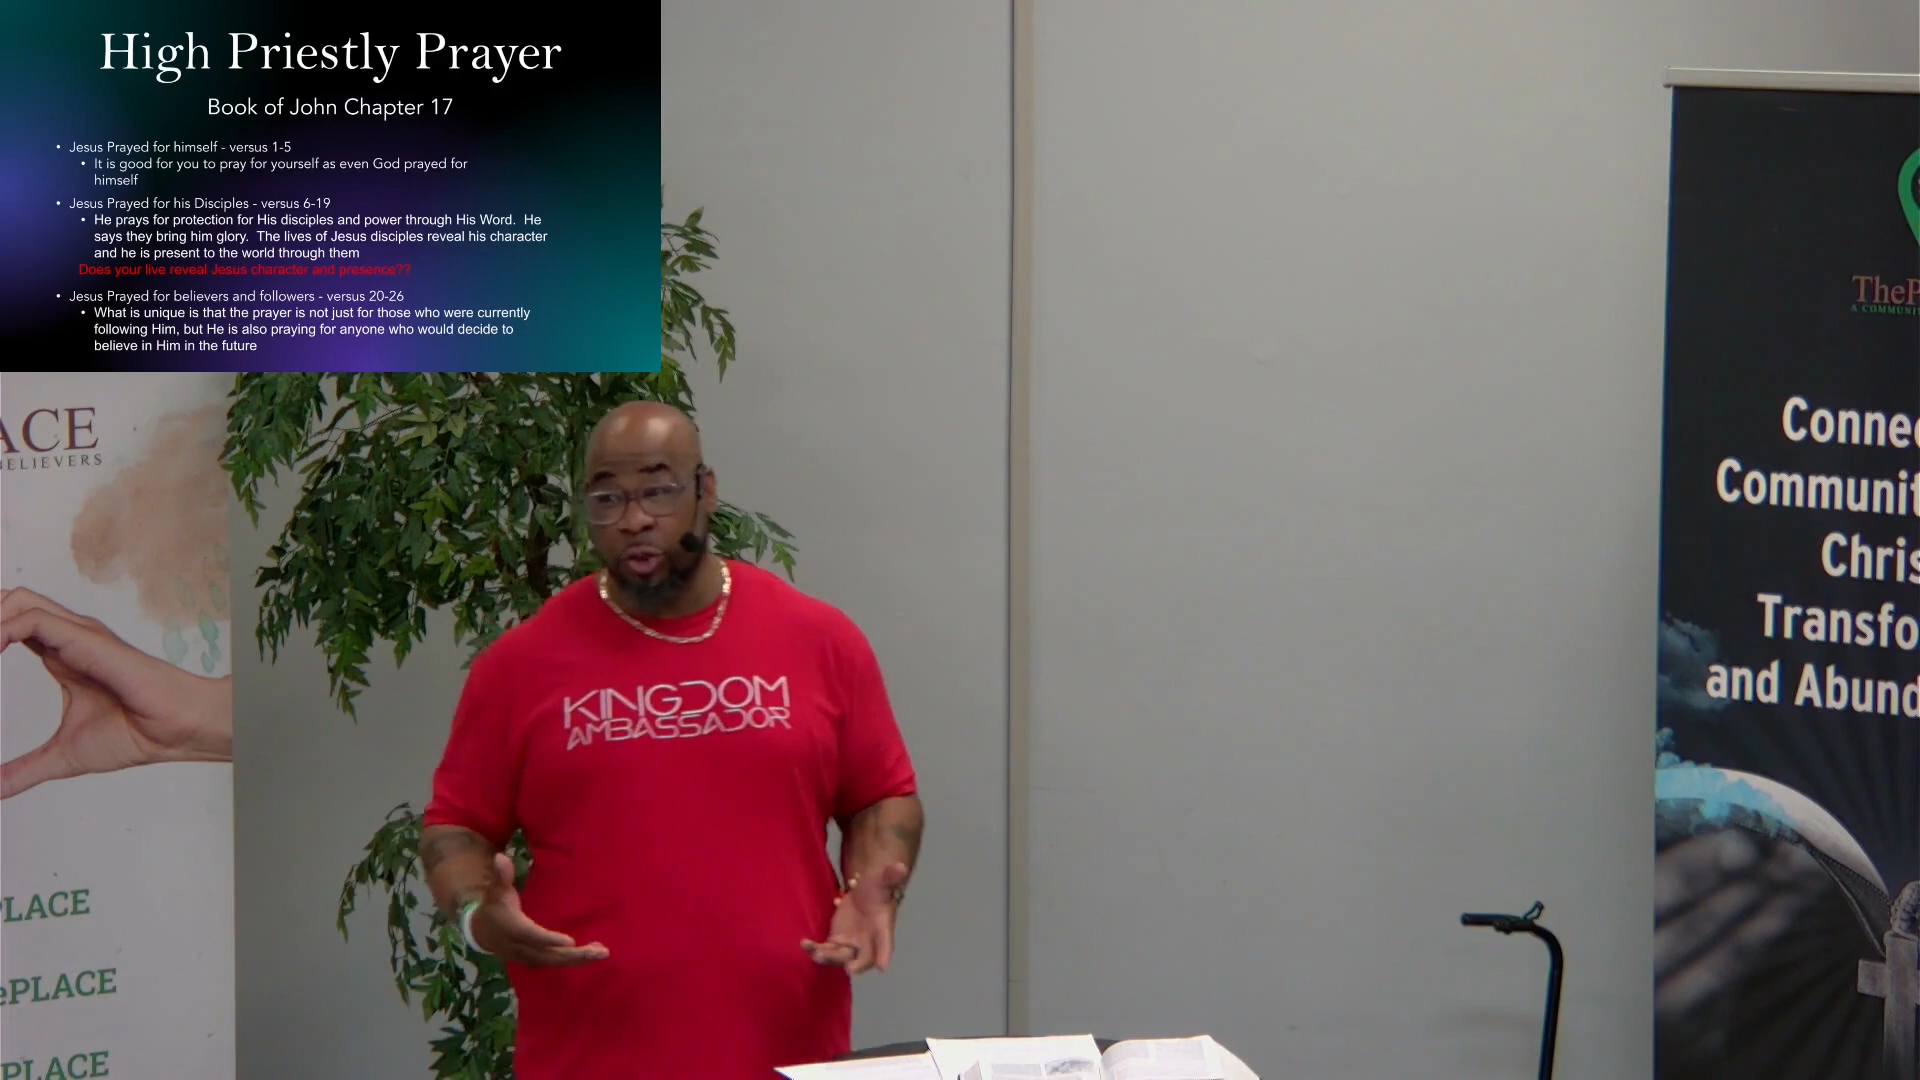 High Priestly Prayer
Book of John Chapter 17
• Jesus Prayed for himself - versus 1-5
• It is good for you to pray for yourself as even God prayed for
himself
• Jesus Prayed for his Disciples - versus 6-19
• He prays for protection for His disciples and power through His Word. He
says they bring him glory. The lives of Jesus disciples reveal his character
and he is present to the world through them
Does your live reveal Jesus character and presence??
• Jesus Prayed for believers and followers - versus 20-26
• What is unique is that the prayer is not just for those who were currently
following Him, but He is also praying for anyone who would decide to
believe in Him in the future
ACE
BELIEVERS
PLACE
ePLACE
PLACE
KINGDOM
AMBASSADOR
TheP
A COMMUNI
Connec
Communit
Chris
Transfo
and Abund